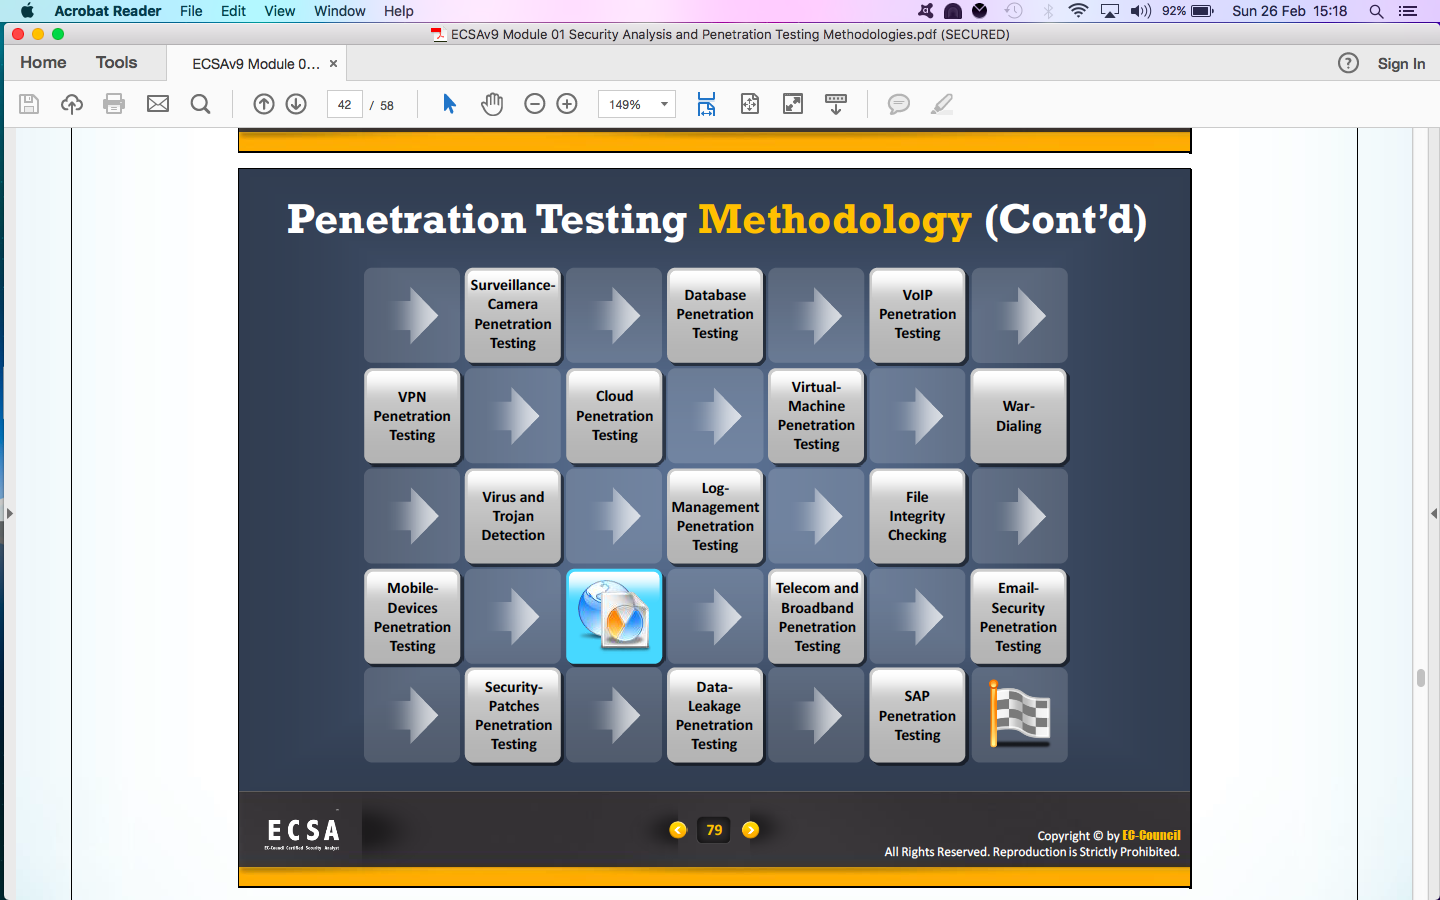 Acrobat Reader File Edit View Window Help 92% Sun 26 Feb 15:18
ECSAv9 Module 01 Security Analysis and Penetration Testing Methodologies.pdf (SECURED)
Home Tools ECSAv9 Module 0... × ? Sign In
42 / 58 149%
Penetration Testing Methodology (Cont’d)
Surveillance-
Camera
Penetration
Testing
Database
Penetration
Testing
VoIP
Penetration
Testing
VPN
Penetration
Testing
Cloud
Penetration
Testing
Virtual-
Machine
Penetration
Testing
War-
Dialing
Virus and
Trojan
Detection
Log-
Management
Penetration
Testing
File
Integrity
Checking
Mobile-
Devices
Penetration
Testing
Telecom and
Broadband
Penetration
Testing
Email-
Security
Penetration
Testing
Security-
Patches
Penetration
Testing
Data-
Leakage
Penetration
Testing
SAP
Penetration
Testing
ECSA
EC-Council Certified Security Analyst
79
Copyright © by EC-Council
All Rights Reserved. Reproduction is Strictly Prohibited.